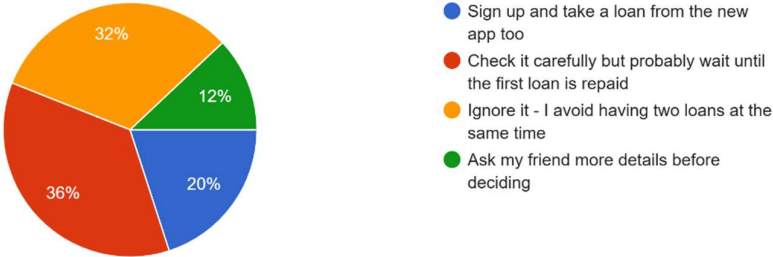 32%
12%
20%
36%
Sign up and take a loan from the new
app too
Check it carefully but probably wait until
the first loan is repaid
Ignore it - I avoid having two loans at the
same time
Ask my friend more details before
deciding